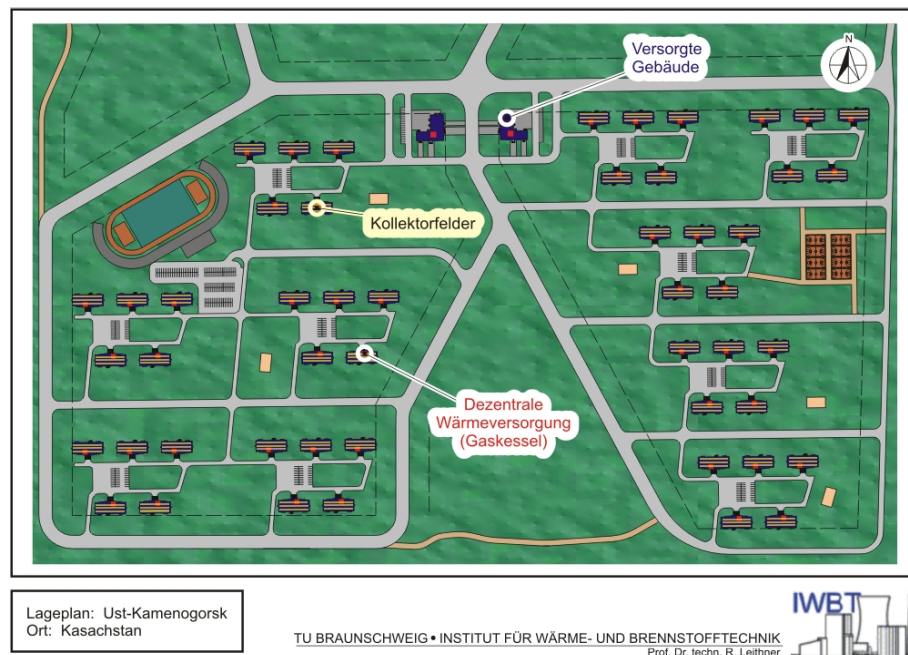 Versorgte
Gebäude
N
Kollektorfelder
Dezentrale
Wärmeversorgung
(Gaskessel)
Lageplan: Ust-Kamenogorsk
Ort: Kasachstan
TU BRAUNSCHWEIG • INSTITUT FÜR WÄRME- UND BRENNSTOFFTECHNIK
Prof. Dr. techn. R. Leithner
IWBT